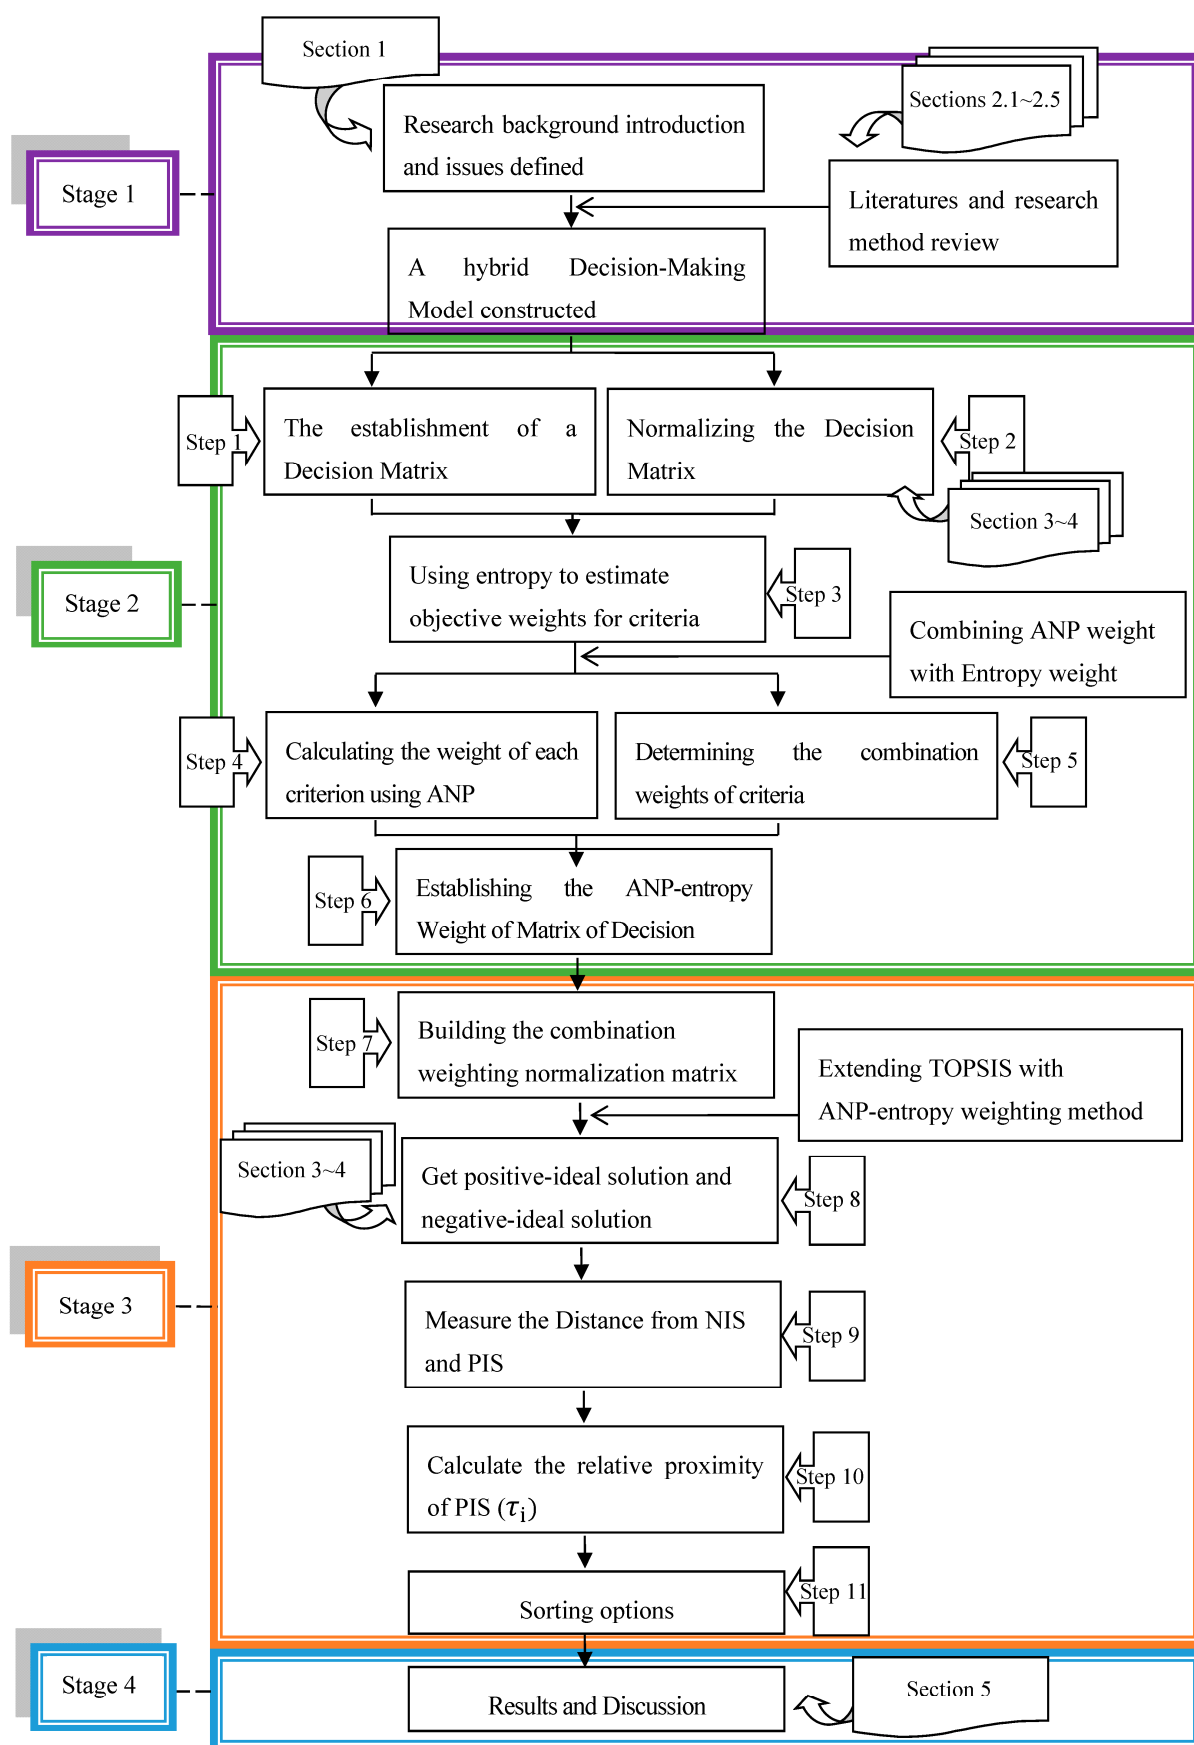 Section 1
Sections 2.1~2.5
Research background introduction
and issues defined
Stage 1
Literatures and research
method review
A hybrid Decision-Making
Model constructed
Step 1
The establishment of a
Decision Matrix
Normalizing the Decision
Matrix
Step 2
Section 3~4
Using entropy to estimate
objective weights for criteria
Step 3
Stage 2
Combining ANP weight
with Entropy weight
Step 4
Calculating the weight of each
criterion using ANP
Determining the combination
weights of criteria
Step 5
Step 6
Establishing the ANP-entropy
Weight of Matrix of Decision
Step 7
Building the combination
weighting normalization matrix
Extending TOPSIS with
ANP-entropy weighting method
Section 3~4
Get positive-ideal solution and
negative-ideal solution
Step 8
Stage 3
Measure the Distance from NIS
and PIS
Step 9
Calculate the relative proximity
of PIS (τi)
Step 10
Sorting options
Step 11
Stage 4
Results and Discussion
Section 5